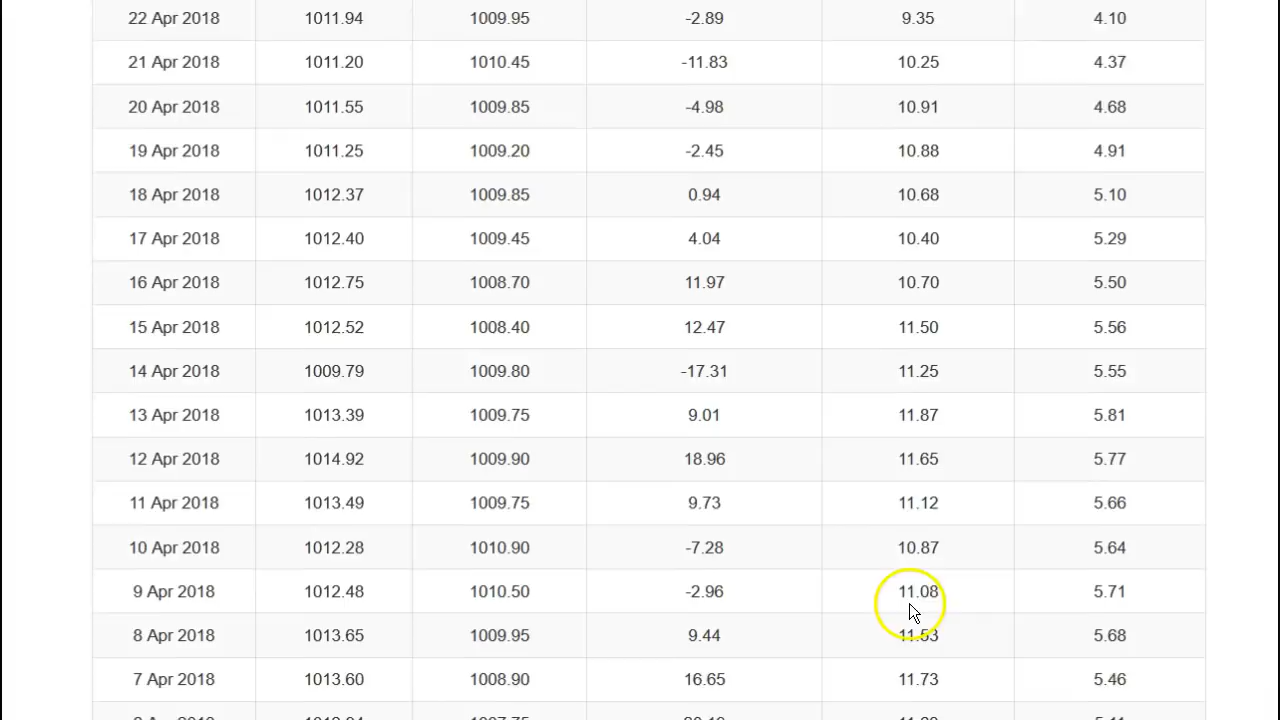 22 Apr 2018 1011.94 1009.95 -2.89 9.35 4.10
21 Apr 2018 1011.20 1010.45 -11.83 10.25 4.37
20 Apr 2018 1011.55 1009.85 -4.98 10.91 4.68
19 Apr 2018 1011.25 1009.20 -2.45 10.88 4.91
18 Apr 2018 1012.37 1009.85 0.94 10.68 5.10
17 Apr 2018 1012.40 1009.45 4.04 10.40 5.29
16 Apr 2018 1012.75 1008.70 11.97 10.70 5.50
15 Apr 2018 1012.52 1008.40 12.47 11.50 5.56
14 Apr 2018 1009.79 1009.80 -17.31 11.25 5.55
13 Apr 2018 1013.39 1009.75 9.01 11.87 5.81
12 Apr 2018 1014.92 1009.90 18.96 11.65 5.77
11 Apr 2018 1013.49 1009.75 9.73 11.12 5.66
10 Apr 2018 1012.28 1010.90 -7.28 10.87 5.64
9 Apr 2018 1012.48 1010.50 -2.96 11.08 5.71
8 Apr 2018 1013.65 1009.95 9.44 11.53 5.68
7 Apr 2018 1013.60 1008.90 16.65 11.73 5.46